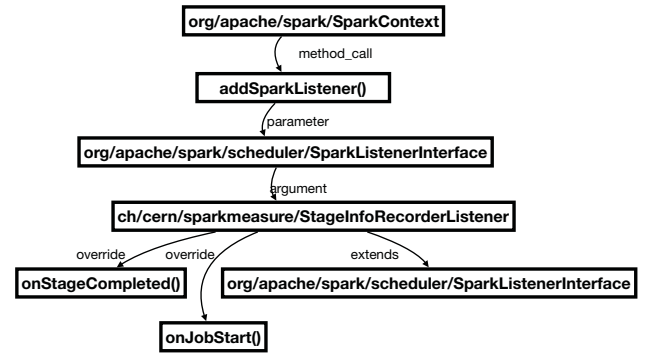 org/apache/spark/SparkContext
method_call
addSparkListener()
parameter
org/apache/spark/scheduler/SparkListenerInterface
argument
ch/cern/sparkmeasure/StageInfoRecorderListener
override override extends
onStageCompleted() org/apache/spark/scheduler/SparkListenerInterface
onJobStart()